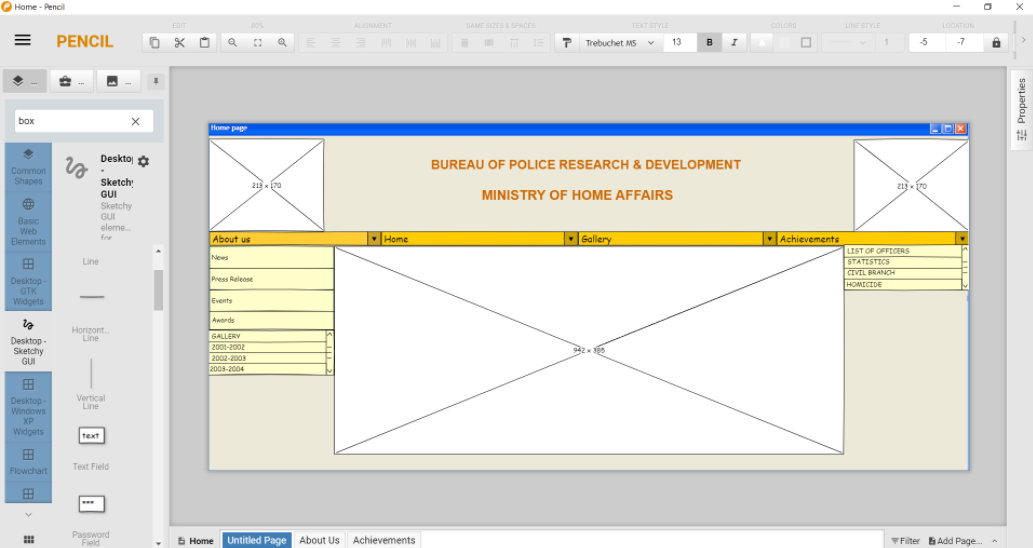 Home - Pencil
EDIT
80%
ALIGNMENT
SAME SIZES & SPACES
TEXT STYLE
COLORS
LINE STYLE
LOCATION
PENCIL
Trebuchet MS
13
B
I
1
-5
-7
... 
...
...
Properties
box
Common
Shapes
Basic
Web
Elements
Desktop -
GTK
Widgets
Desktop -
Sketchy
GUI
Desktop -
Windows
XP
Widgets
Flowchart
Desktop
-
Sketchy
GUI
Sketchy
GUI
eleme...
for
Line
Horizont...
Line
Vertical
Line
text
Text Field
***
Password
Field
Home page
213 x 170
BUREAU OF POLICE RESEARCH & DEVELOPMENT
MINISTRY OF HOME AFFAIRS
213 x 170
About us
Home
Gallery
Achievements
News
Press Release
Events
Awards
GALLERY
2001-2002
2002-2003
2003-2004
942 x 385
LIST OF OFFICERS
STATISTICS
CIVIL BRANCH
HOMICIDE
Home
Untitled Page
About Us
Achievements
Filter
Add Page...